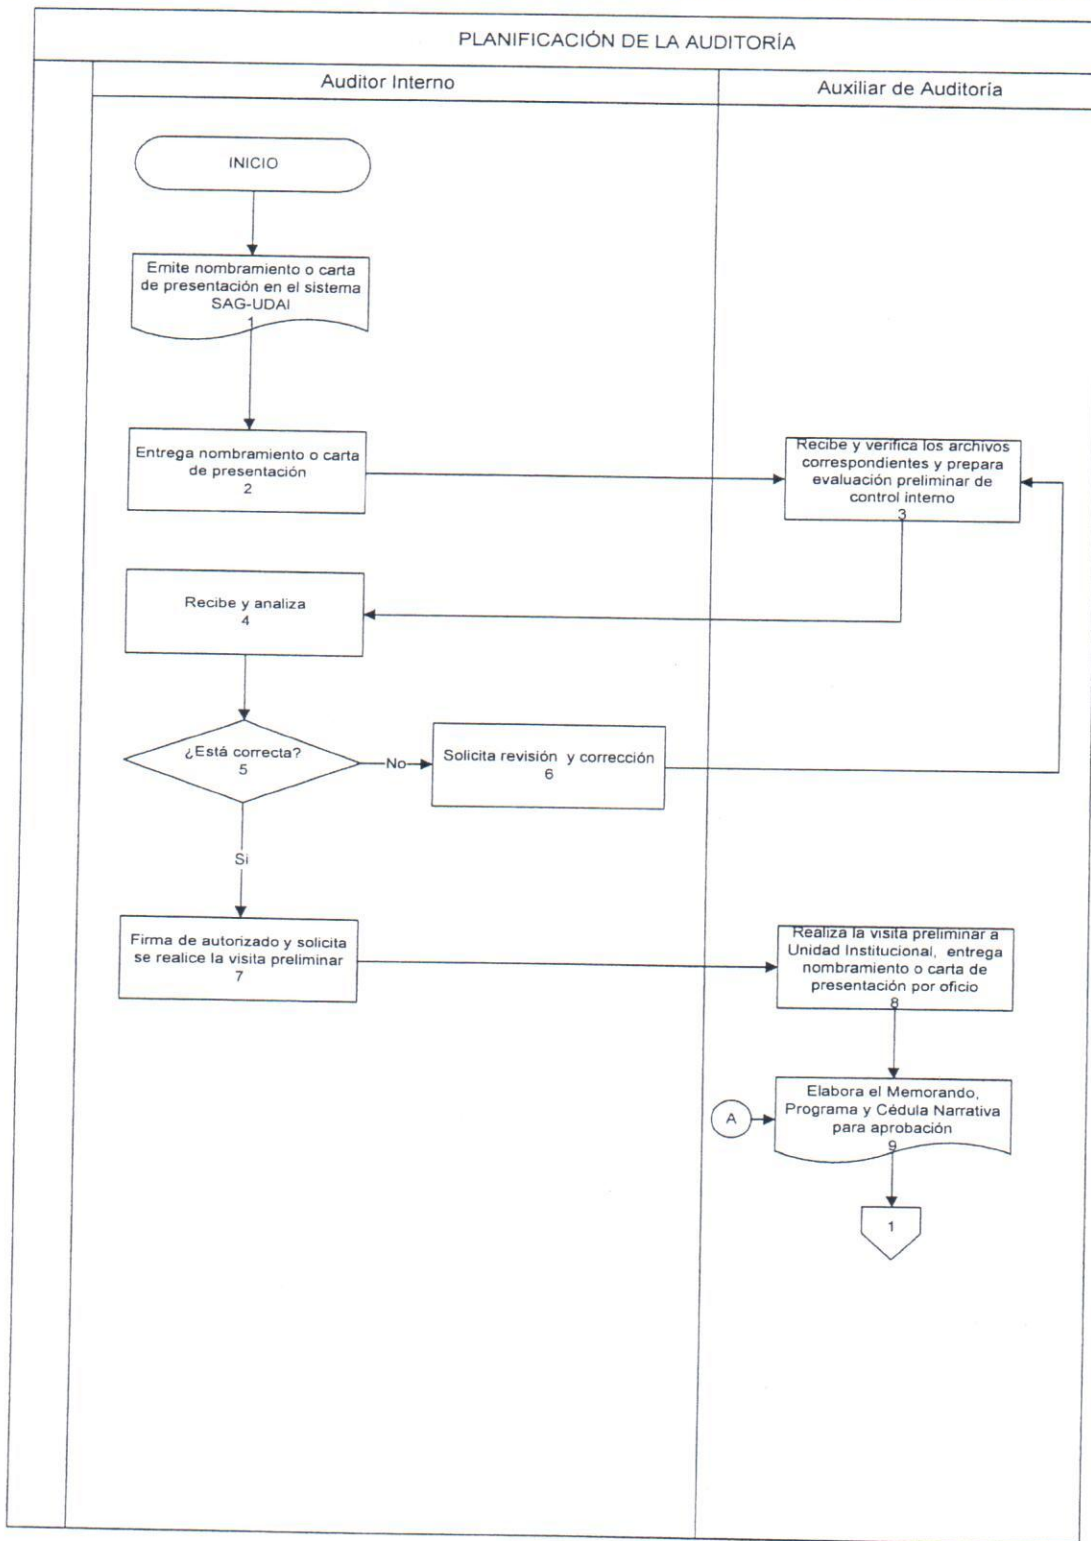 PLANIFICACIÓN DE LA AUDITORÍA
Auditor Interno
Auxiliar de Auditoría
INICIO
Emite nombramiento o carta
de presentación en el sistema
SAG-UDAI
1
Entrega nombramiento o carta
de presentación
2
Recibe y verifica los archivos
correspondientes y prepara
evaluación preliminar de
control interno
3
Recibe y analiza
4
¿Está correcta?
5
No
Solicita revisión y corrección
6
Si
Firma de autorizado y solicita
se realice la visita preliminar
7
Realiza la visita preliminar a
Unidad Institucional, entrega
nombramiento o carta de
presentación por oficio
8
A
Elabora el Memorando,
Programa y Cédula Narrativa
para aprobación
9
1